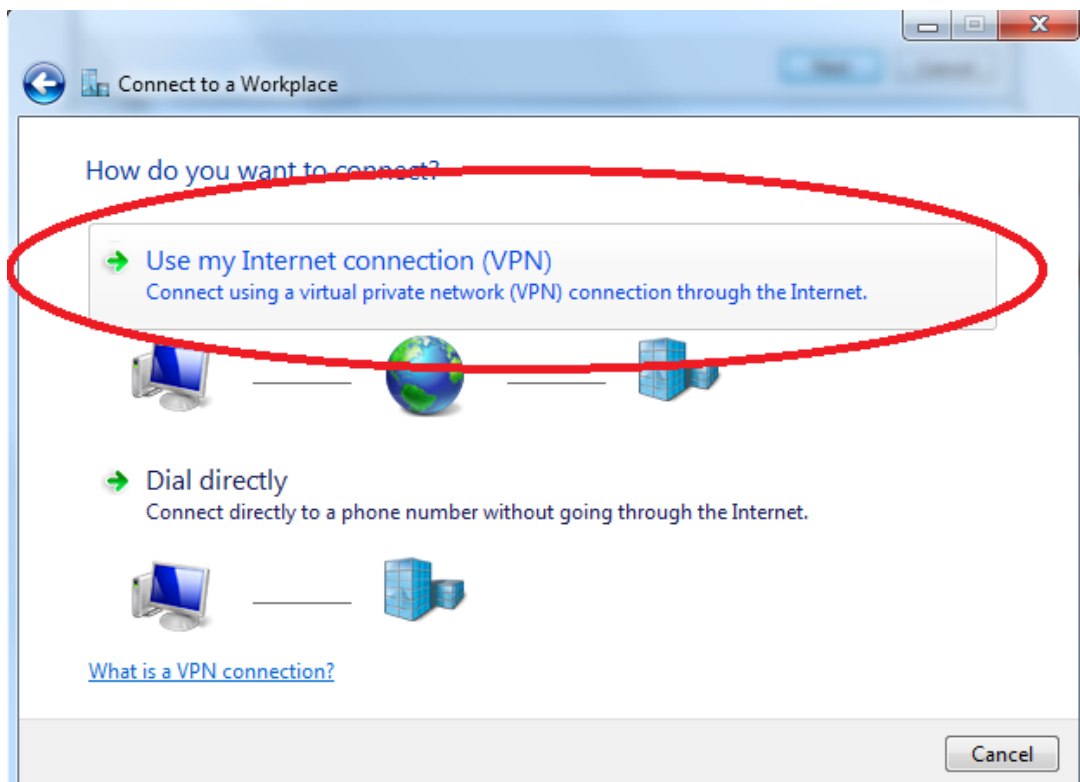 Connect to a Workplace
How do you want to connect?
Use my Internet connection (VPN)
Connect using a virtual private network (VPN) connection through the Internet.
Dial directly
Connect directly to a phone number without going through the Internet.
What is a VPN connection?
Cancel